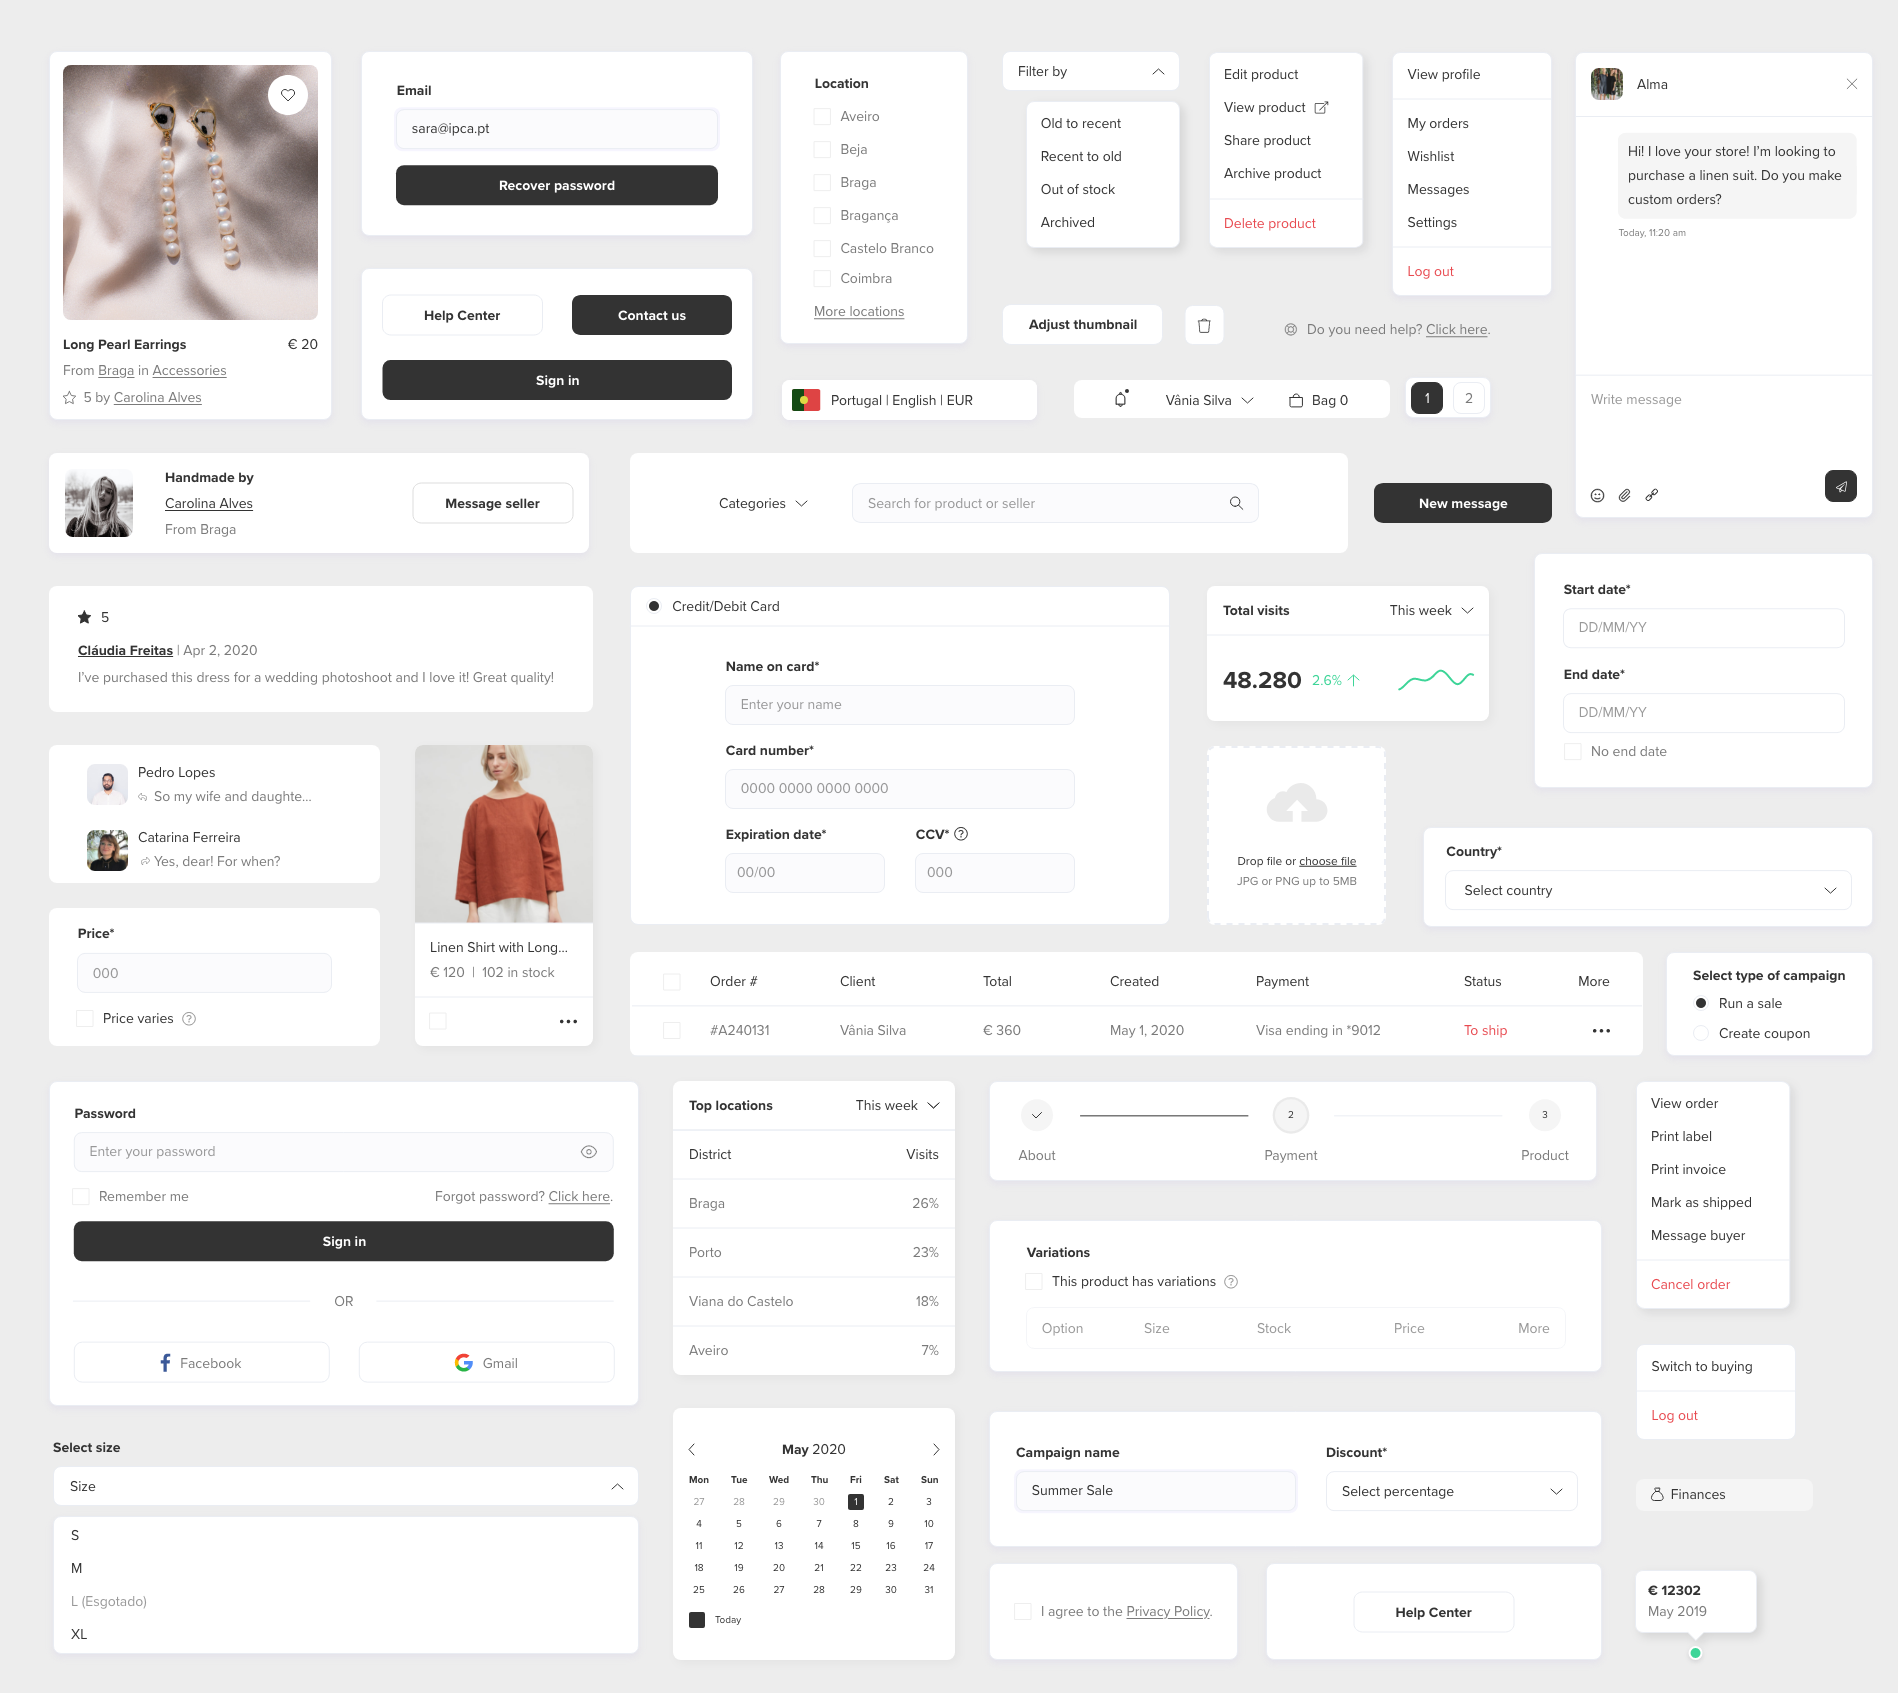 Long Pearl Earrings
€ 20
From Braga in Accessories
5 by Carolina Alves
Email
sara@ipca.pt
Recover password
Help Center
Contact us
Sign in
Location
Aveiro
Beja
Braga
Bragança
Castelo Branco
Coimbra
More locations
Filter by
Old to recent
Recent to old
Out of stock
Archived
Edit product
View product
Share product
Archive product
Delete product
View profile
My orders
Wishlist
Messages
Settings
Log out
Alma
Hi! I love your store! I'm looking to
purchase a linen suit. Do you make
custom orders?
Today, 11:20 am
Write message
Adjust thumbnail
Do you need help? Click here.
Portugal | English | EUR
Vânia Silva
Bag 0
1
2
Handmade by
Carolina Alves
From Braga
Message seller
Categories
Search for product or seller
New message
5
Cláudia Freitas | Apr 2, 2020
I've purchased this dress for a wedding photoshoot and I love it! Great quality!
Credit/Debit Card
Name on card*
Enter your name
Card number*
0000 0000 0000 0000
Expiration date*
00/00
CCV* ?
000
Total visits
This week
48.280
2.6%
Start date*
DD/MM/YY
End date*
DD/MM/YY
No end date
Pedro Lopes
So my wife and daughte...
Catarina Ferreira
Yes, dear! For when?
Linen Shirt with Long...
€ 120 | 102 in stock
Drop file or choose file
JPG or PNG up to 5MB
Country*
Select country
Price*
000
Price varies ?
Order #
Client
Total
Created
Payment
Status
More
#A240131
Vânia Silva
€ 360
May 1, 2020
Visa ending in *9012
To ship
Select type of campaign
Run a sale
Create coupon
Password
Enter your password
Remember me
Forgot password? Click here.
Sign in
OR
Facebook
Gmail
Top locations
This week
District
Visits
Braga
26%
Porto
23%
Viana do Castelo
18%
Aveiro
7%
2
3
About
Payment
Product
View order
Print label
Print invoice
Mark as shipped
Message buyer
Cancel order
Variations
This product has variations ?
Option
Size
Stock
Price
More
Switch to buying
Log out
Select size
Size
S
M
L (Esgotado)
XL
May 2020
Mon Tue Wed Thu Fri Sat Sun
27 28 29 30 1 2 3
4 5 6 7 8 9 10
11 12 13 14 15 16 17
18 19 20 21 22 23 24
25 26 27 28 29 30 31
Today
Campaign name
Summer Sale
Discount*
Select percentage
Finances
I agree to the Privacy Policy.
Help Center
€ 12302
May 2019